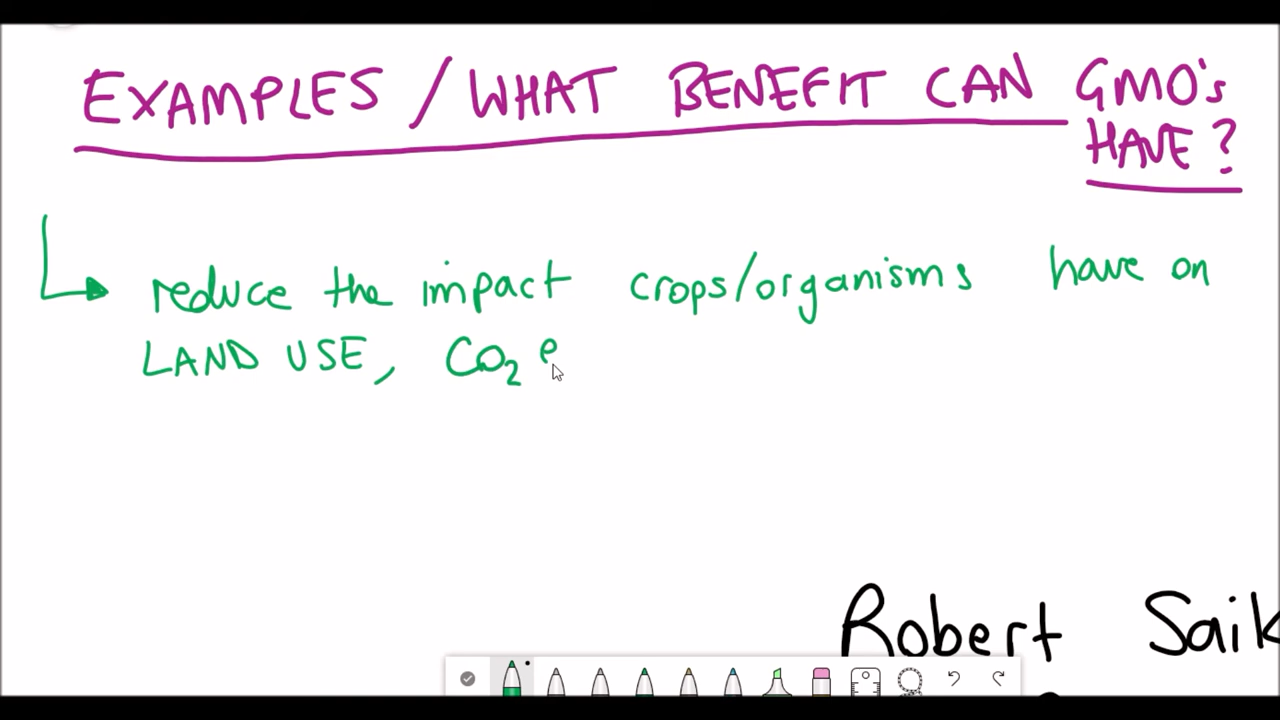 EXAMPLES / WHAT BENEFIT CAN GMO's
HAVE?
reduce the impact crops/organisms have on
LAND USE, CO2 e
Robert Saik